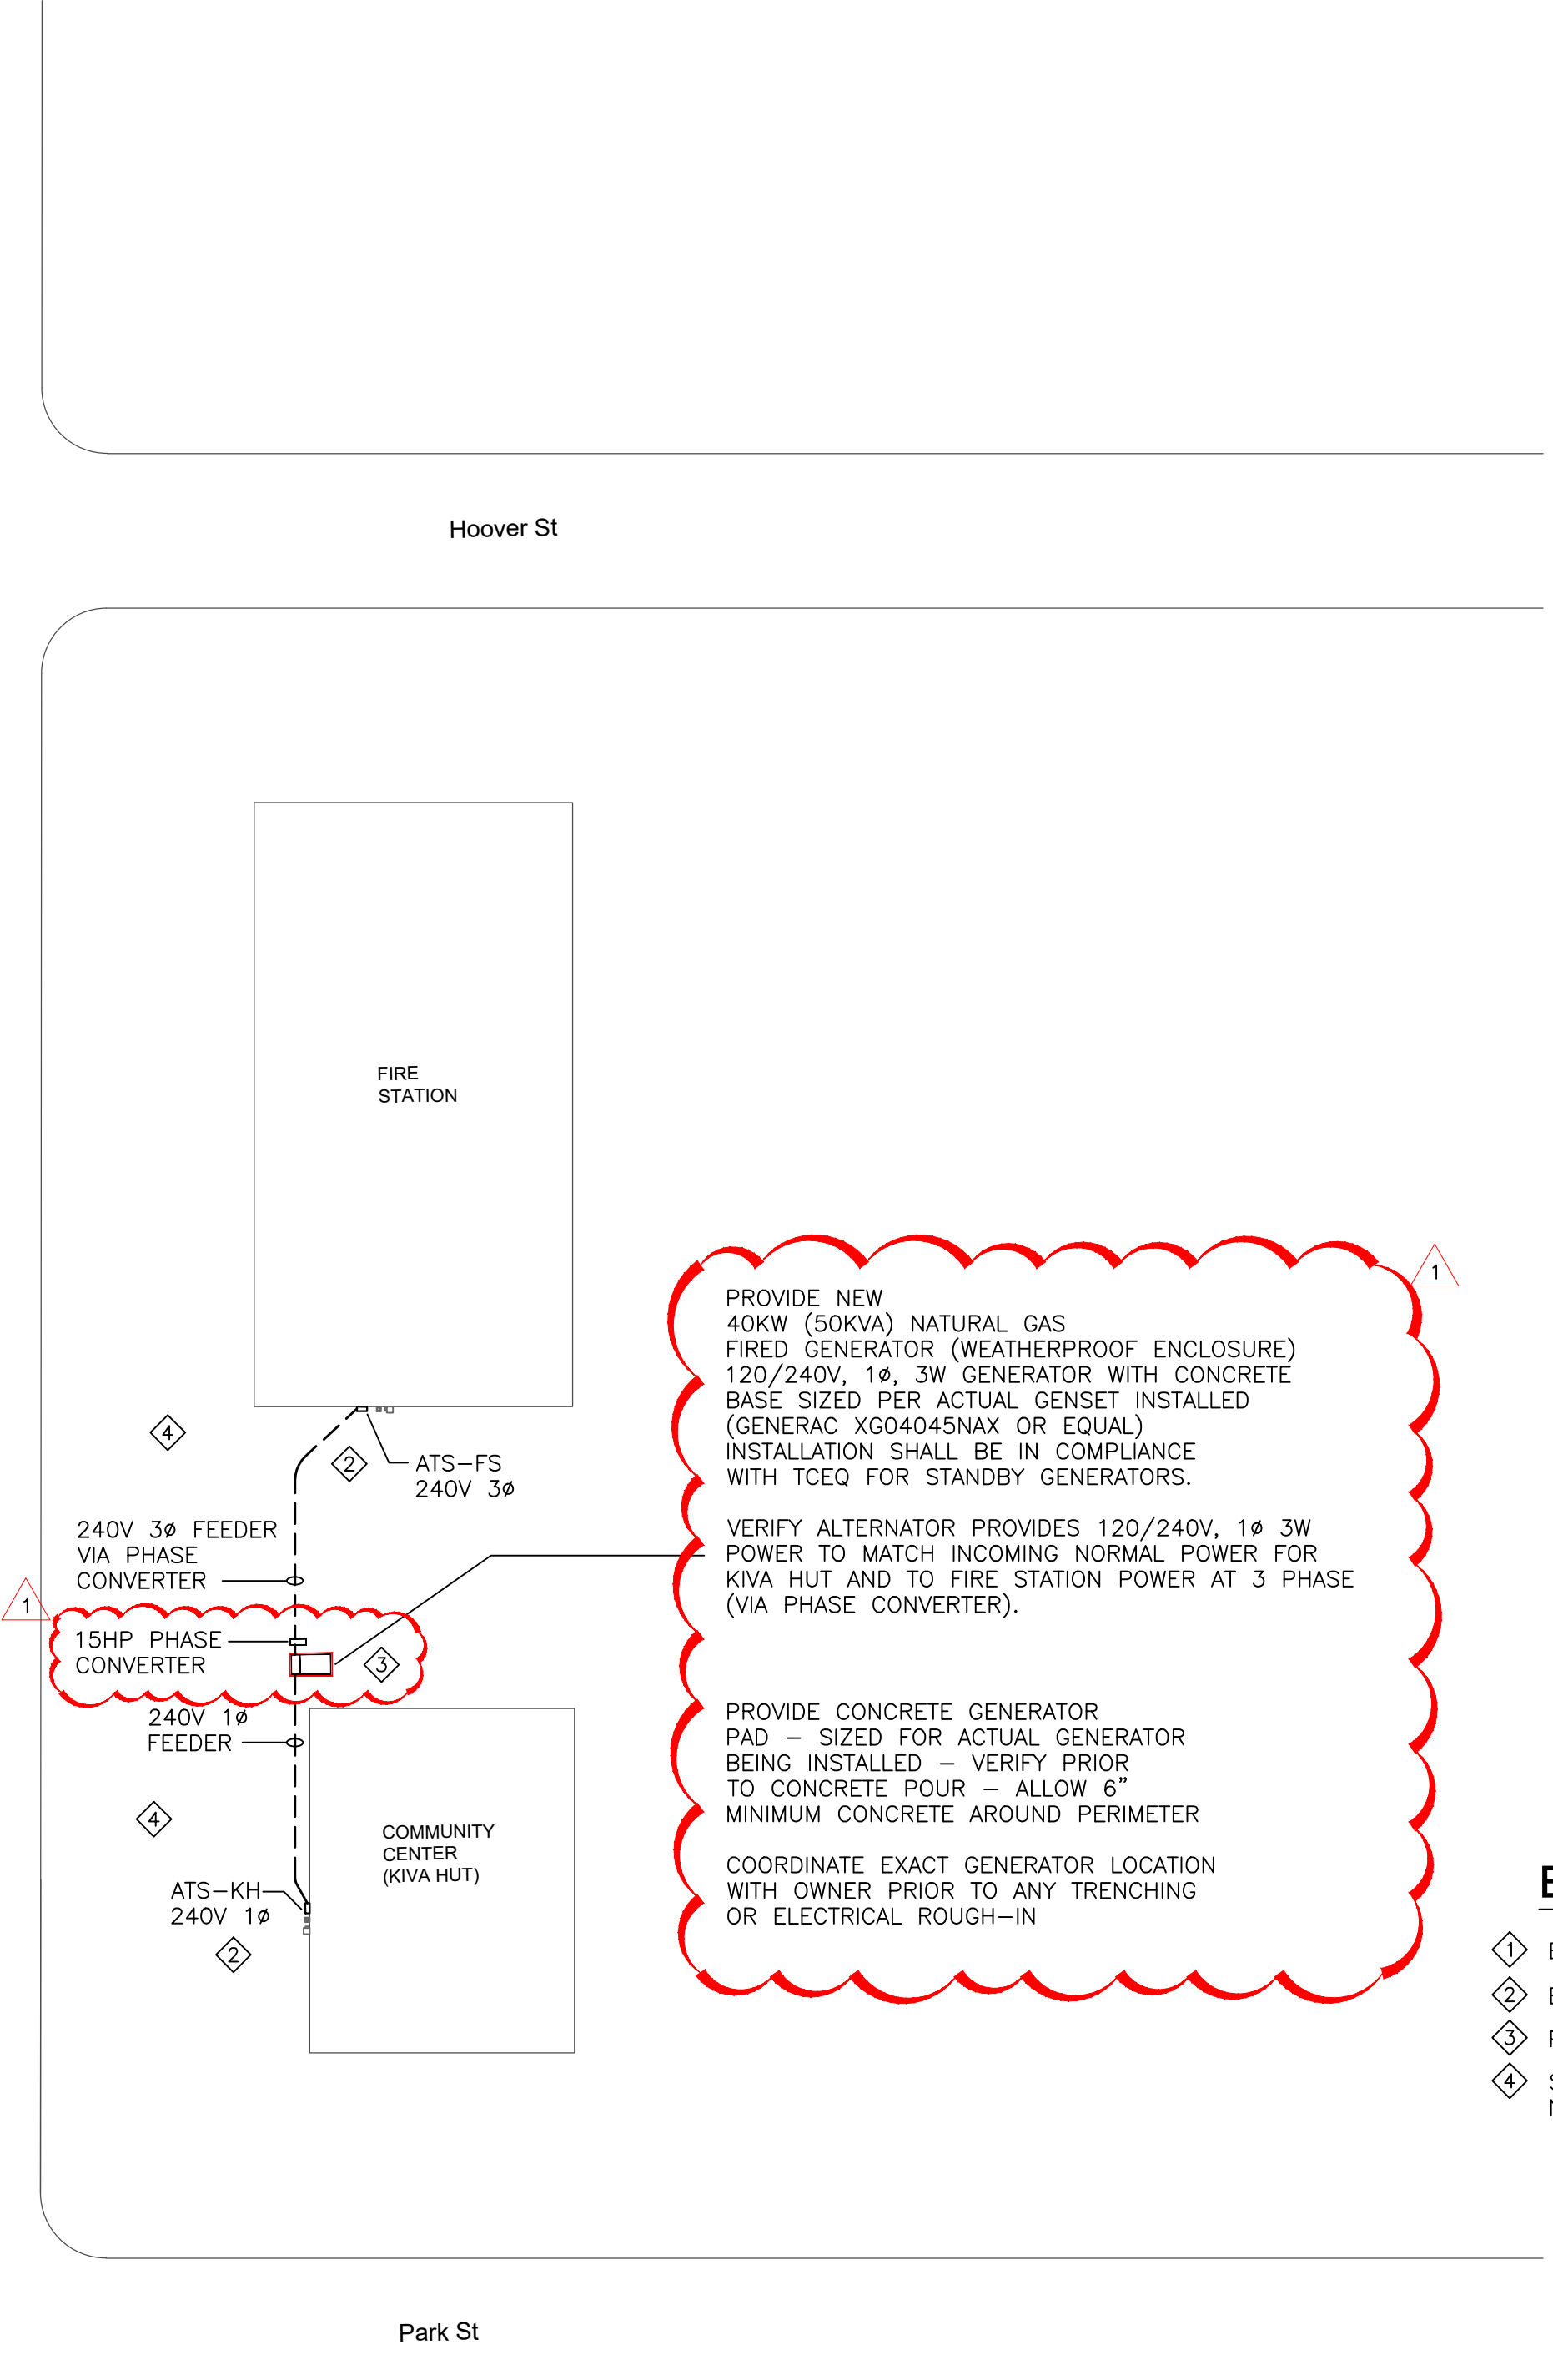 Hoover St
FIRE
STATION
1
PROVIDE NEW
40KW (50KVA) NATURAL GAS
FIRED GENERATOR (WEATHERPROOF ENCLOSURE)
120/240V, 1ø, 3W GENERATOR WITH CONCRETE
BASE SIZED PER ACTUAL GENSET INSTALLED
(GENERAC XG04045NAX OR EQUAL)
INSTALLATION SHALL BE IN COMPLIANCE
WITH TCEQ FOR STANDBY GENERATORS.
VERIFY ALTERNATOR PROVIDES 120/240V, 1ø 3W
POWER TO MATCH INCOMING NORMAL POWER FOR
KIVA HUT AND TO FIRE STATION POWER AT 3 PHASE
(VIA PHASE CONVERTER).
PROVIDE CONCRETE GENERATOR
PAD – SIZED FOR ACTUAL GENERATOR
BEING INSTALLED – VERIFY PRIOR
TO CONCRETE POUR – ALLOW 6”
MINIMUM CONCRETE AROUND PERIMETER
COORDINATE EXACT GENERATOR LOCATION
WITH OWNER PRIOR TO ANY TRENCHING
OR ELECTRICAL ROUGH–IN
4
2
ATS–FS
240V 3ø
240V 3ø FEEDER
VIA PHASE
CONVERTER
1
15HP PHASE
CONVERTER
3
240V 1ø
FEEDER
4
COMMUNITY
CENTER
(KIVA HUT)
ATS–KH
240V 1ø
2
1
2
3
4
Park St